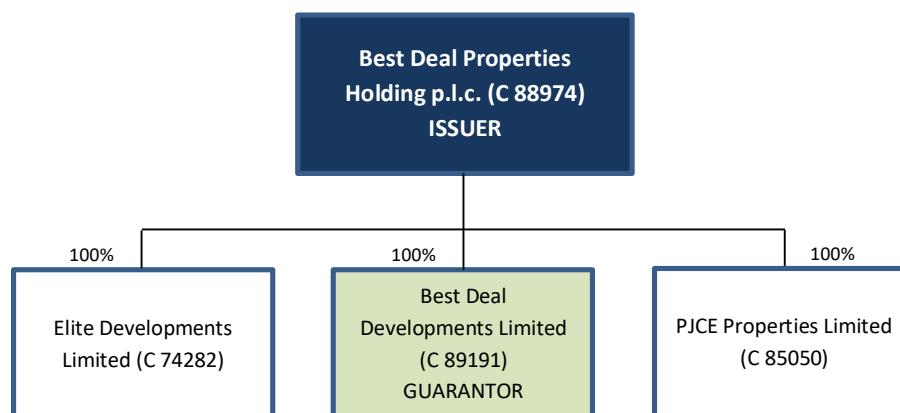 Best Deal Properties
Holding p.l.c. (C 88974)
ISSUER
100%
100%
100%
Elite Developments
Limited (C 74282)
Best Deal
Developments Limited
(C 89191)
GUARANTOR
PJCE Properties Limited
(C 85050)